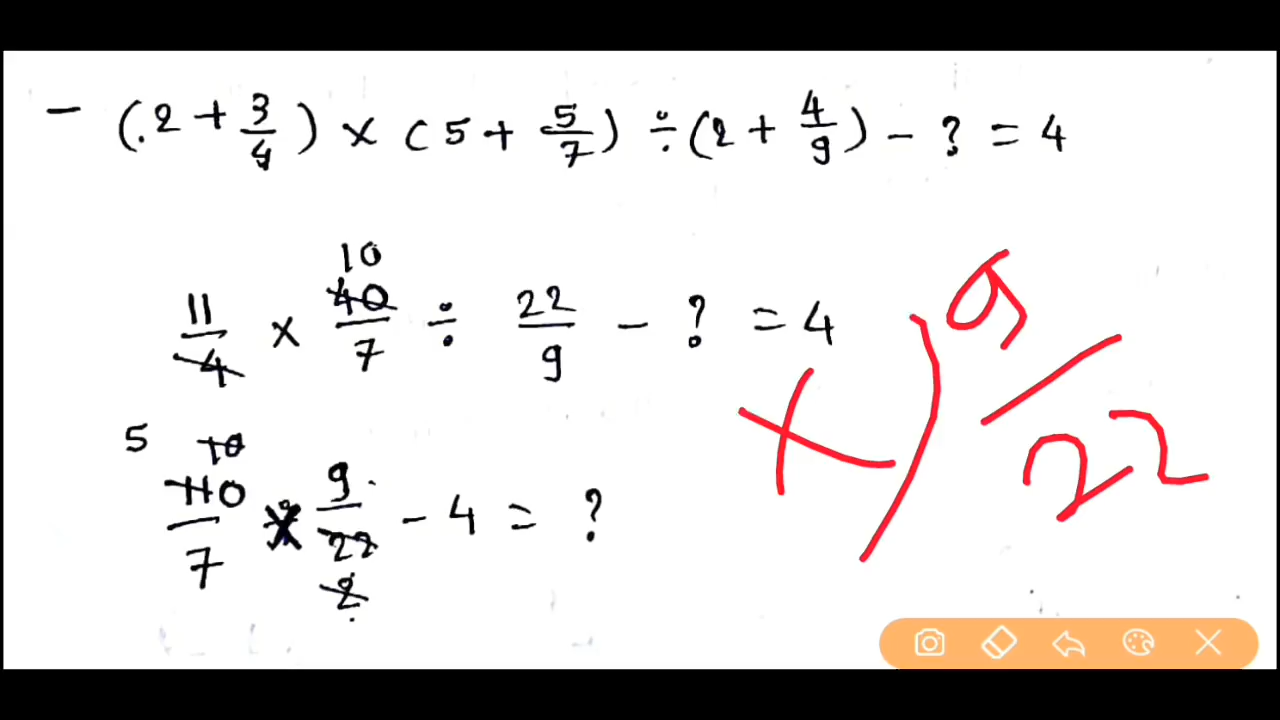 - (2 + 3/4) × (5 + 5/7) ÷ (2 + 4/9) - ? = 4
10
11/4 × 40/7 ÷ 22/9 - ? = 4
× 9/22
5 10
110/7 × 9/22 - 4 = ?
2